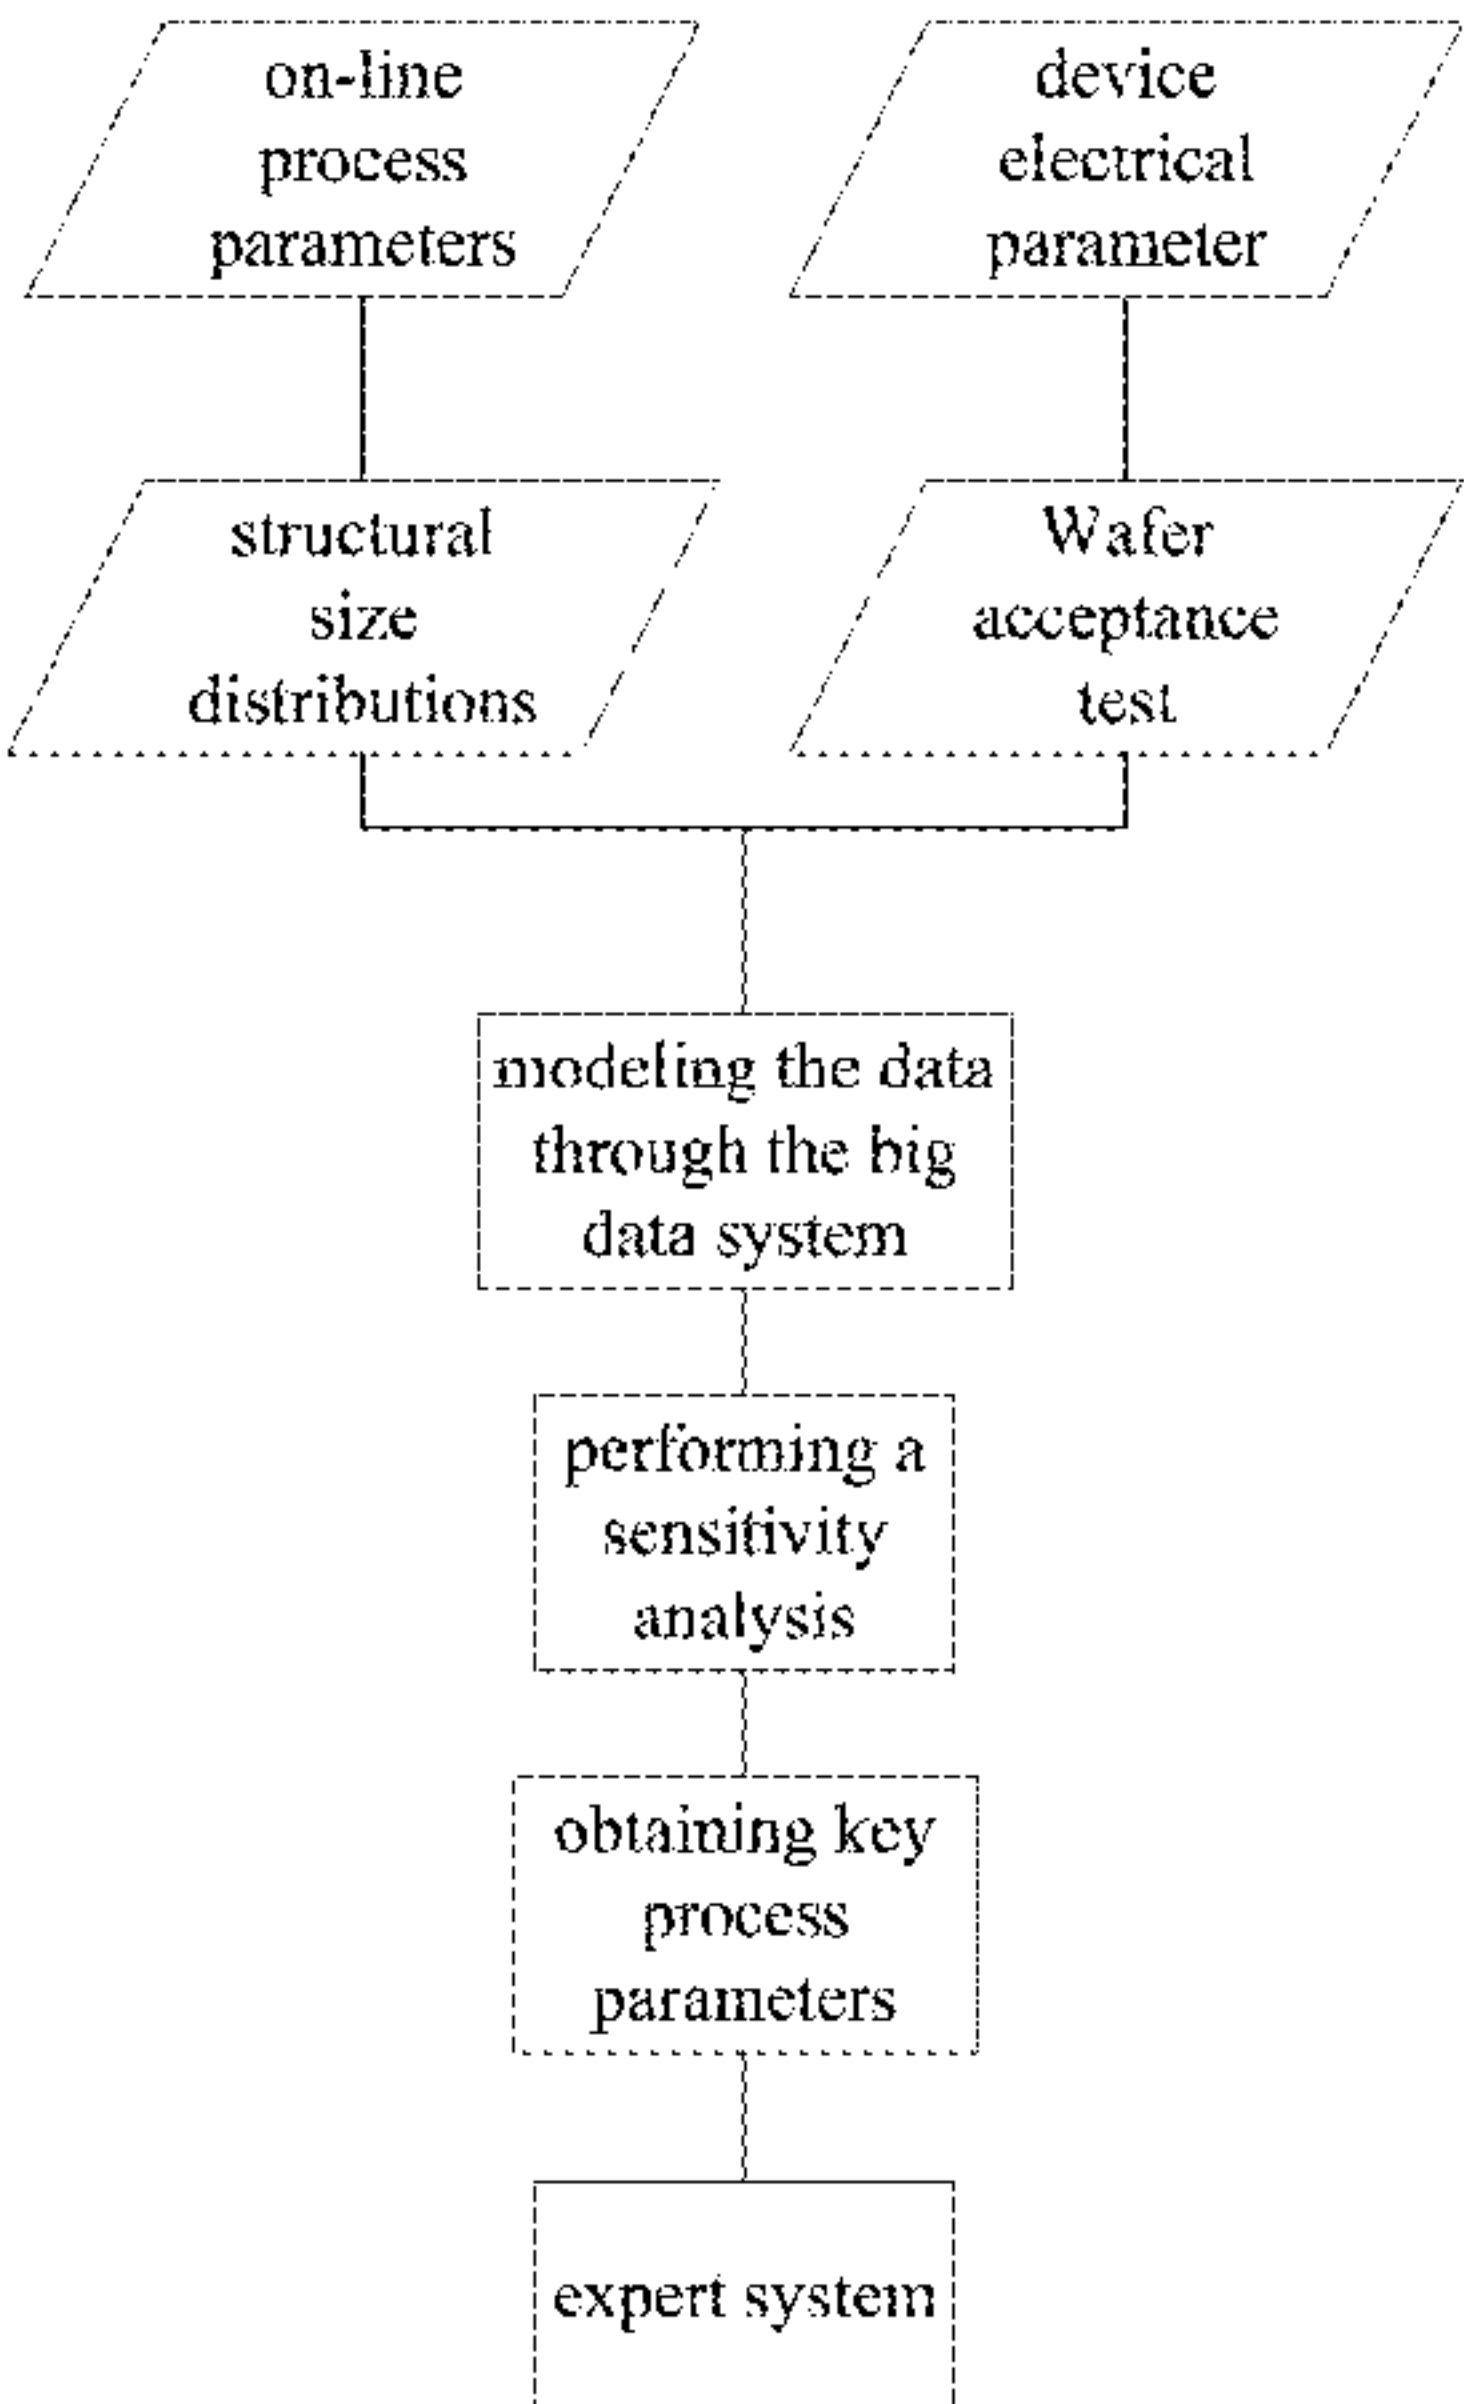 on-line
process
parameters
device
electrical
parameter
structural
size
distributions
Wafer
acceptance
test
modeling the data
through the big
data system
performing a
sensitivity
analysis
obtaining key
process
parameters
expert system